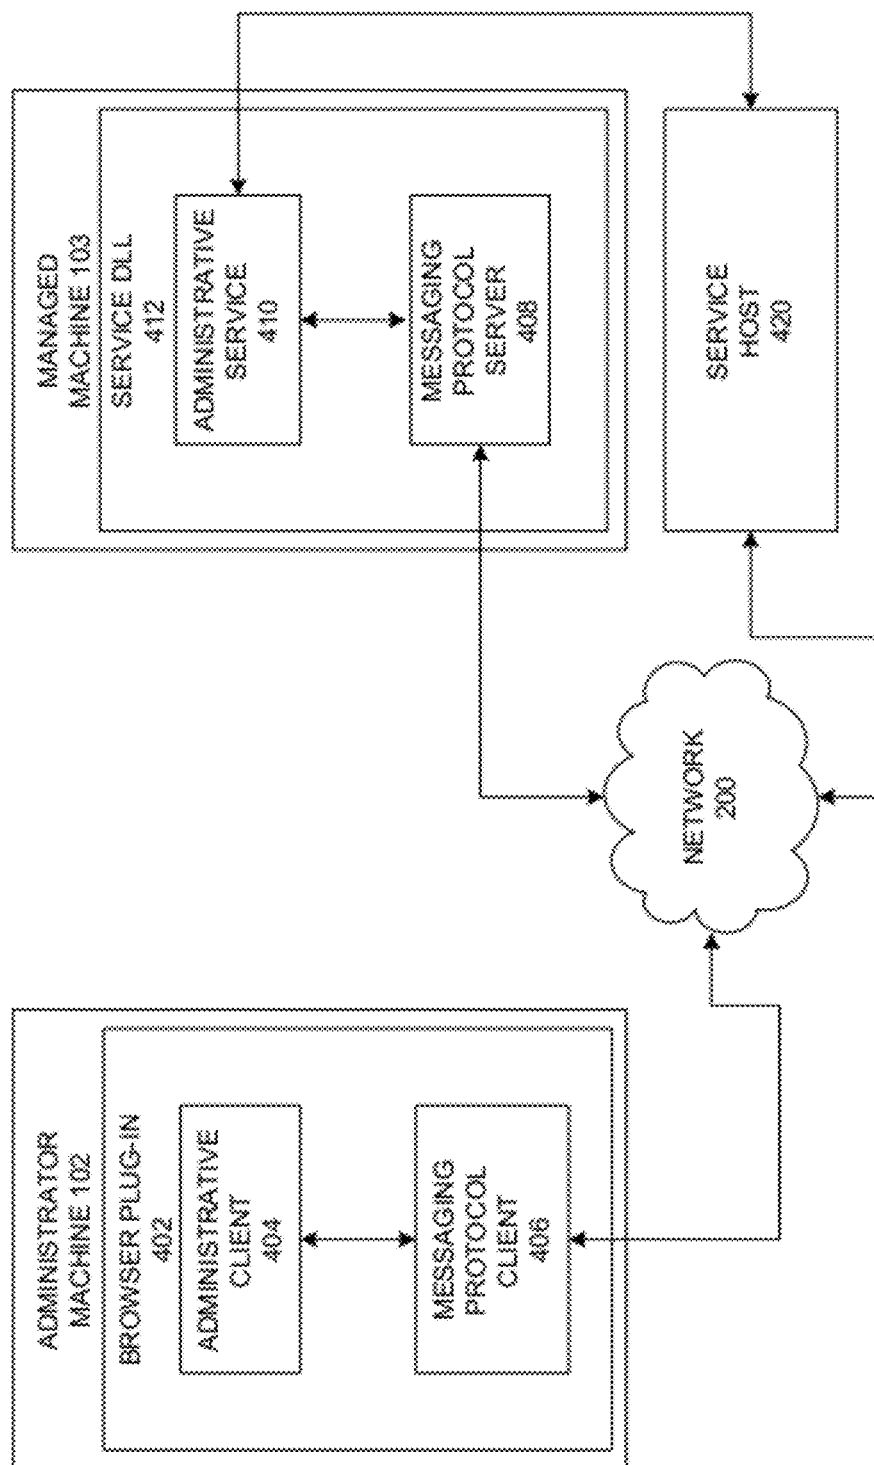 ADMINISTRATOR
MACHINE 102
BROWSER PLUG-IN
402
ADMINISTRATIVE
CLIENT
404
MESSAGING
PROTOCOL
CLIENT
406
NETWORK
200
MANAGED
MACHINE 103
SERVICE DLL
412
ADMINISTRATIVE
SERVICE
410
MESSAGING
PROTOCOL
SERVER
408
SERVICE
HOST
420